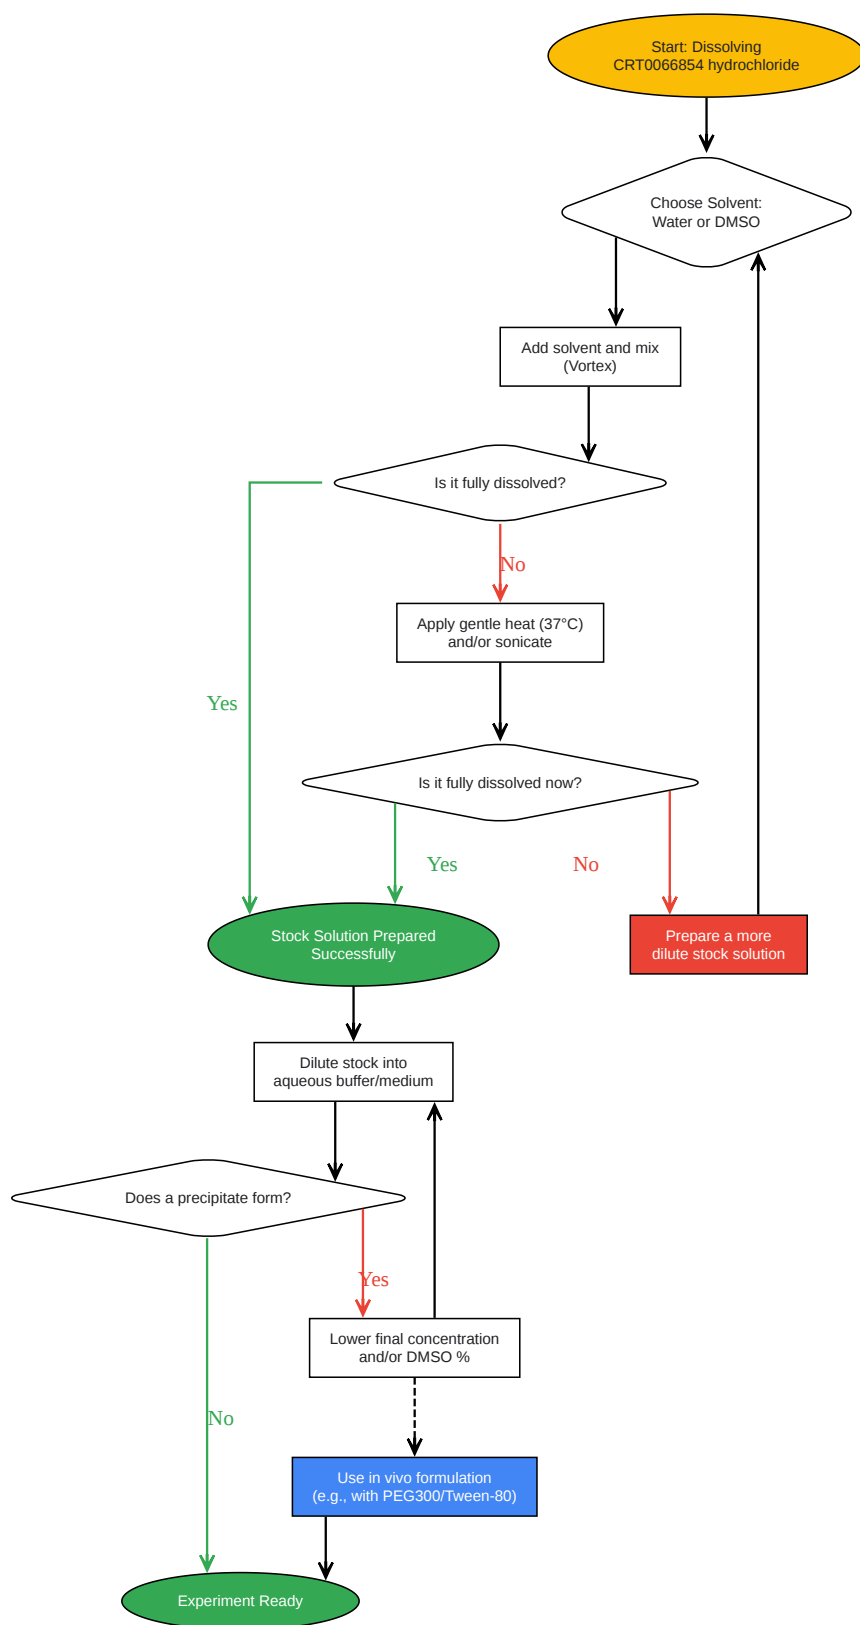 Start: Dissolving
CRT0066854 hydrochloride
Choose Solvent:
Water or DMSO
Add solvent and mix
(Vortex)
Is it fully dissolved?
No
Apply gentle heat (37°C)
and/or sonicate
Yes
Is it fully dissolved now?
Yes
No
Stock Solution Prepared
Successfully
Prepare a more
dilute stock solution
Dilute stock into
aqueous buffer/medium
Does a precipitate form?
Yes
Lower final concentration
and/or DMSO %
No
Use in vivo formulation
(e.g., with PEG300/Tween-80)
Experiment Ready